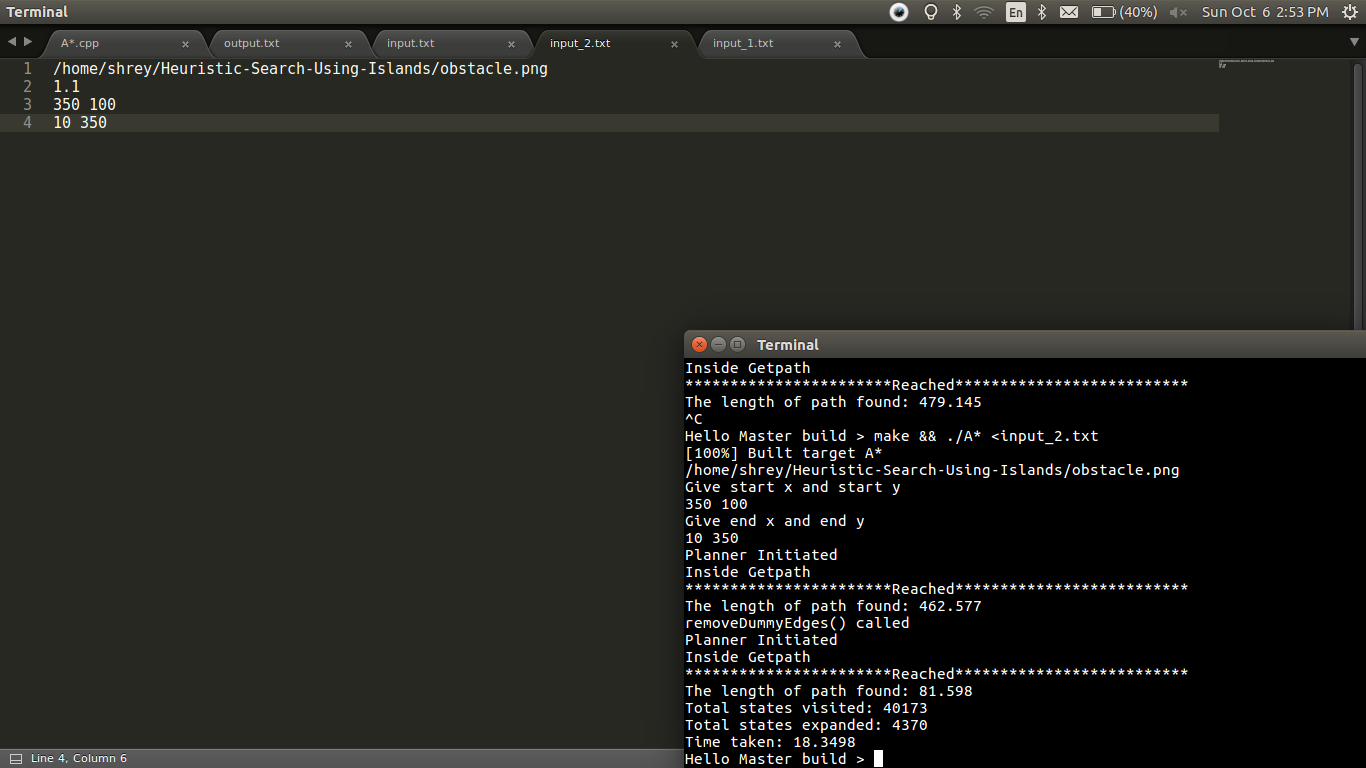 Terminal
En
(40%)
Sun Oct 6 2:53 PM
A*.cpp
output.txt
input.txt
input_2.txt
input_1.txt
1 /home/shrey/Heuristic-Search-Using-Islands/obstacle.png
2 1.1
3 350 100
4 10 350
Terminal
Inside Getpath
***********************Reached**************************
The length of path found: 479.145
^C
Hello Master build > make && ./A* <input_2.txt
[100%] Built target A*
/home/shrey/Heuristic-Search-Using-Islands/obstacle.png
Give start x and start y
350 100
Give end x and end y
10 350
Planner Initiated
Inside Getpath
***********************Reached**************************
The length of path found: 462.577
removeDummyEdges() called
Planner Initiated
Inside Getpath
***********************Reached**************************
The length of path found: 81.598
Total states visited: 40173
Total states expanded: 4370
Time taken: 18.3498
Hello Master build >
Line 4, Column 6